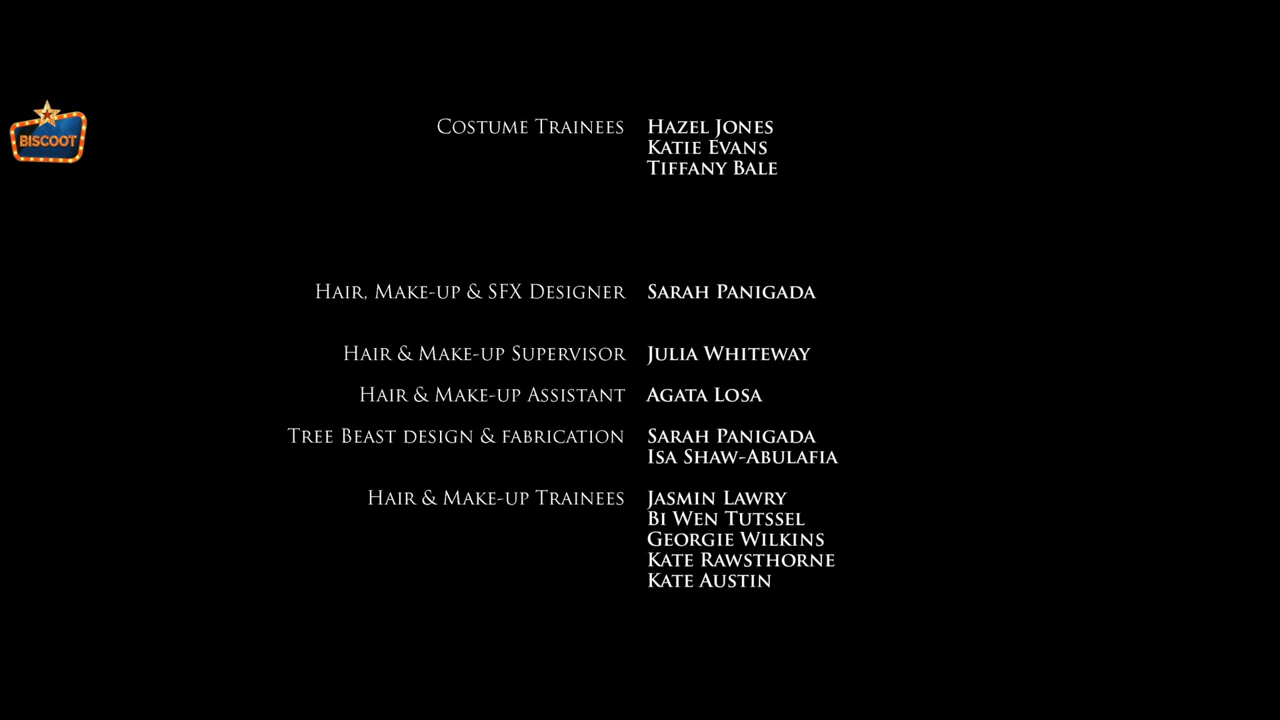 BISCOOT
Costume Trainees Hazel Jones
Katie Evans
Tiffany Bale
Hair, Make-up & SFX Designer Sarah Panigada
Hair & Make-up Supervisor Julia Whiteway
Hair & Make-up Assistant Agata Losa
Tree Beast design & fabrication Sarah Panigada
Isa Shaw-Abulafia
Hair & Make-up Trainees Jasmin Lawry
Bi Wen Tutssel
Georgie Wilkins
Kate Rawsthorne
Kate Austin